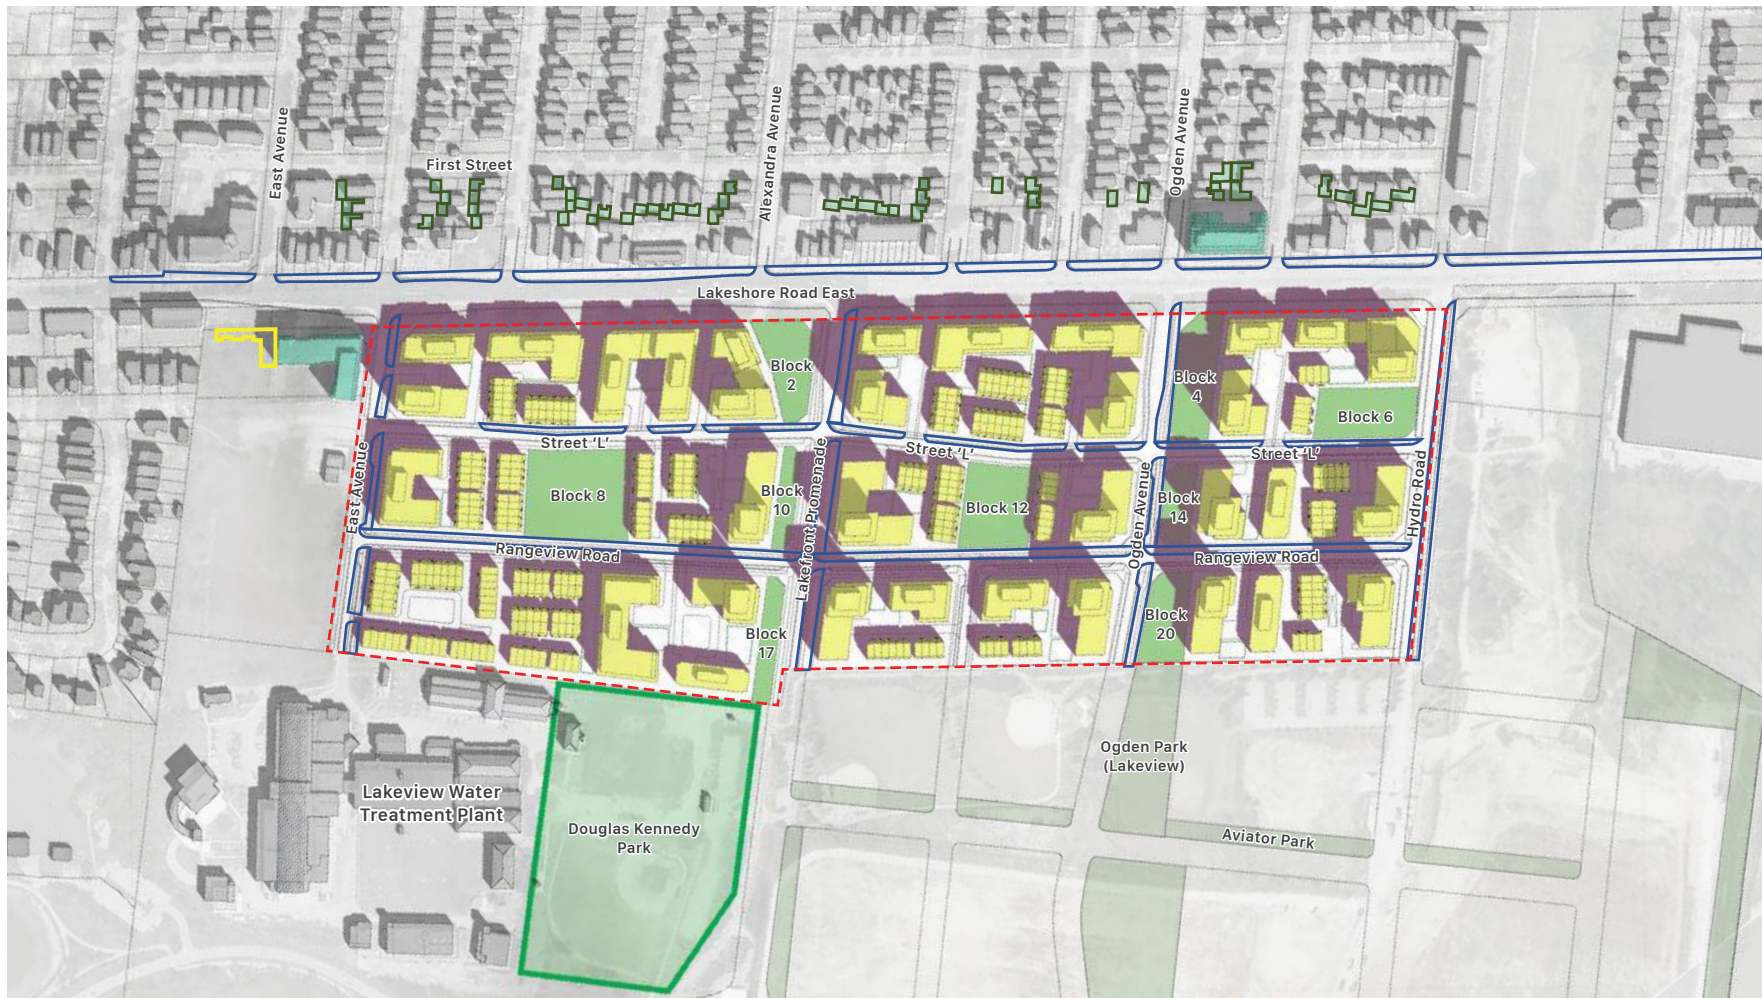 East Avenue
First Street
Alexandra Avenue
Ogden Avenue
Lakeshore Road East
Block
2
Block
4
Block 6
Street ‘L’
Street ‘L’
Street ‘L’
East Avenue
Block 8
Block
10
Lakefront Promenade
Block 12
Ogden Avenue
Block
14
Hydro Road
Rangeview Road
Rangeview Road
Block
17
Block
20
Lakeview Water
Treatment Plant
Douglas Kennedy
Park
Ogden Park
(Lakeview)
Aviator Park